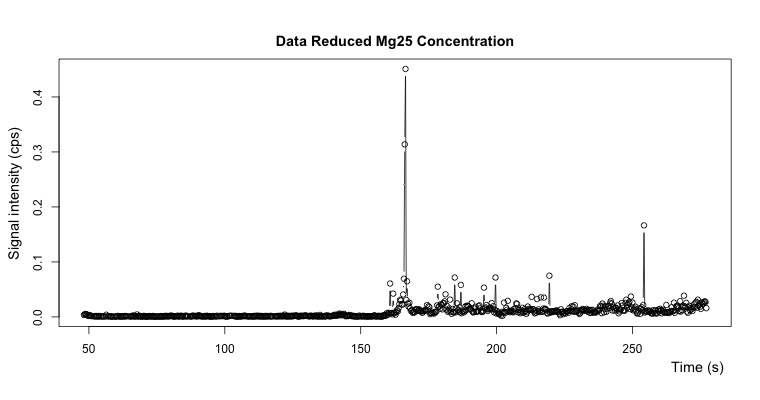 Data Reduced Mg25 Concentration
Signal intensity (cps)
0.4
0.3
0.2
0.1
0.0
50 100 150 200 250
Time (s)